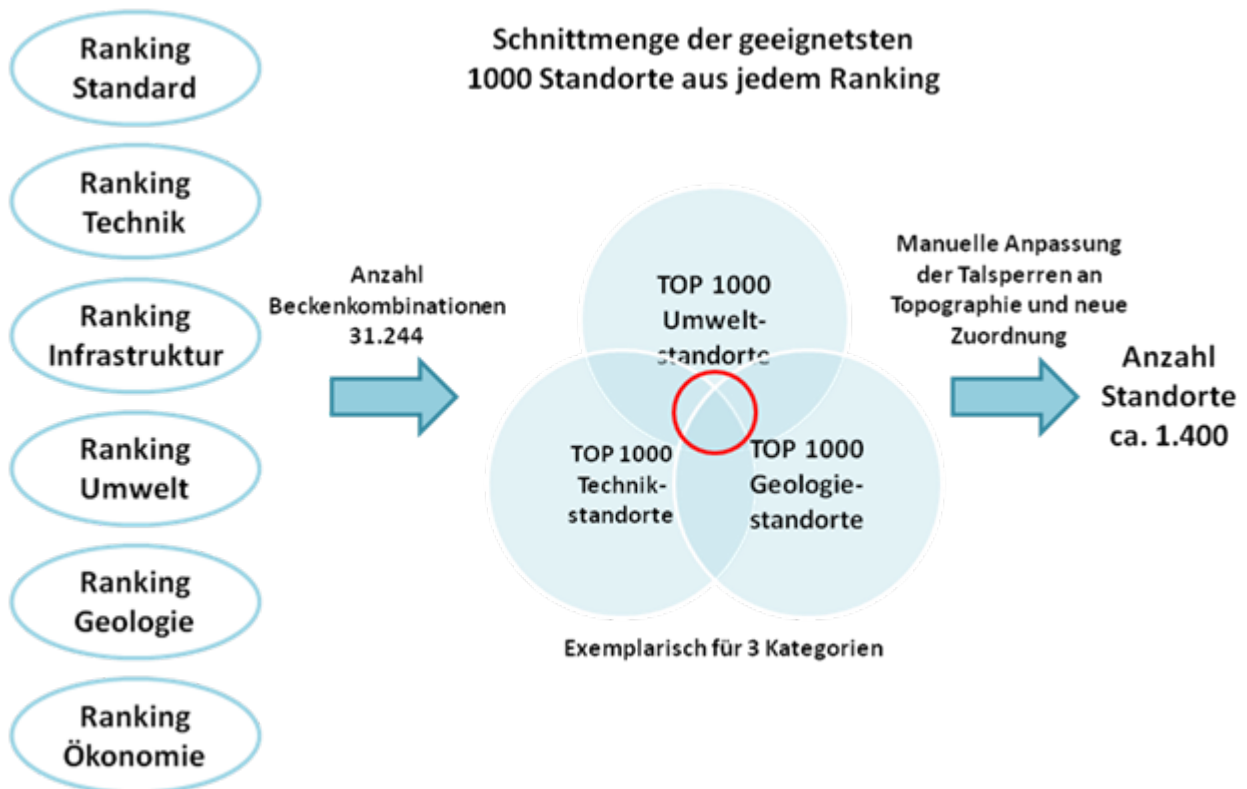 Ranking
Standard
Ranking
Technik
Ranking
Infrastruktur
Ranking
Umwelt
Ranking
Geologie
Ranking
Ökonomie
Schnittmenge der geeignetsten
1000 Standorte aus jedem Ranking
Anzahl
Beckenkombinationen
31.244
TOP 1000
Umwelt-
standorte
TOP 1000
Technik-
standorte
TOP 1000
Geologie-
standorte
Exemplarisch für 3 Kategorien
Manuelle Anpassung
der Talsperren an
Topographie und neue
Zuordnung
Anzahl
Standorte
ca. 1.400